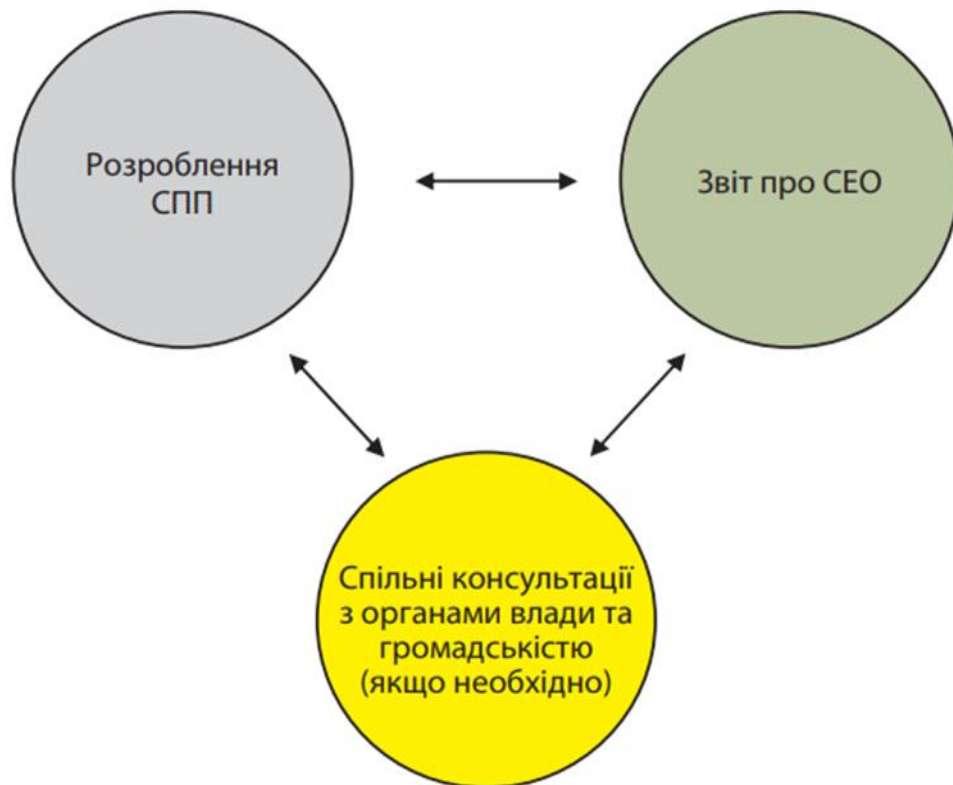 Розроблення
СПП
Звіт про СЕО
Спільні консультації
з органами влади та
громадськістю
(якщо необхідно)